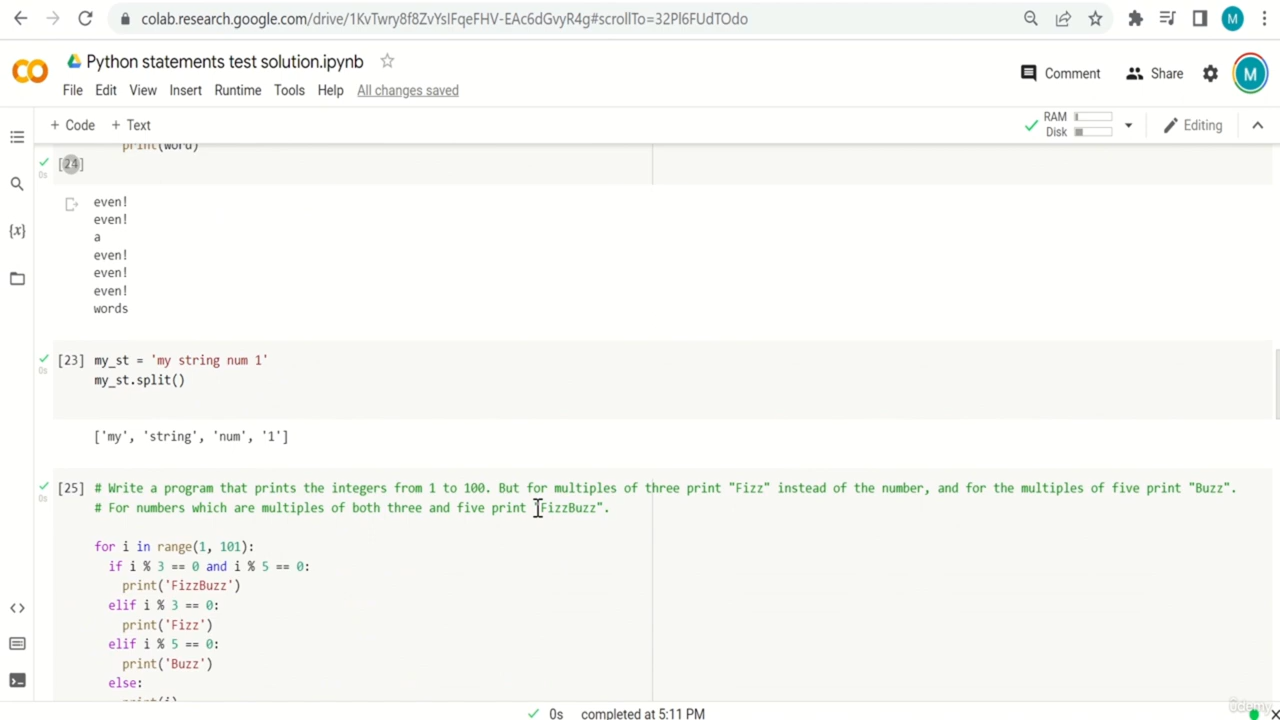 colab.research.google.com/drive/1KvTwry8f8ZvYsIFqeFHV-EAc6dGvyR4g#scrollTo=32Pl6FUdTOdo
M
Python statements test solution.ipynb
File Edit View Insert Runtime Tools Help All changes saved
Comment Share M
+ Code + Text
RAM
Disk
Editing
print(word)
[24]
0s
even!
even!
a
even!
even!
even!
words
[23] my_st = 'my string num 1'
0s
my_st.split()
['my', 'string', 'num', '1']
[25] # Write a program that prints the integers from 1 to 100. But for multiples of three print "Fizz" instead of the number, and for the multiples of five print "Buzz".
0s
# For numbers which are multiples of both three and five print "FizzBuzz".
for i in range(1, 101):
if i % 3 == 0 and i % 5 == 0:
print('FizzBuzz')
elif i % 3 == 0:
print('Fizz')
elif i % 5 == 0:
print('Buzz')
else:
print(i)
0s completed at 5:11 PM
ûdemy